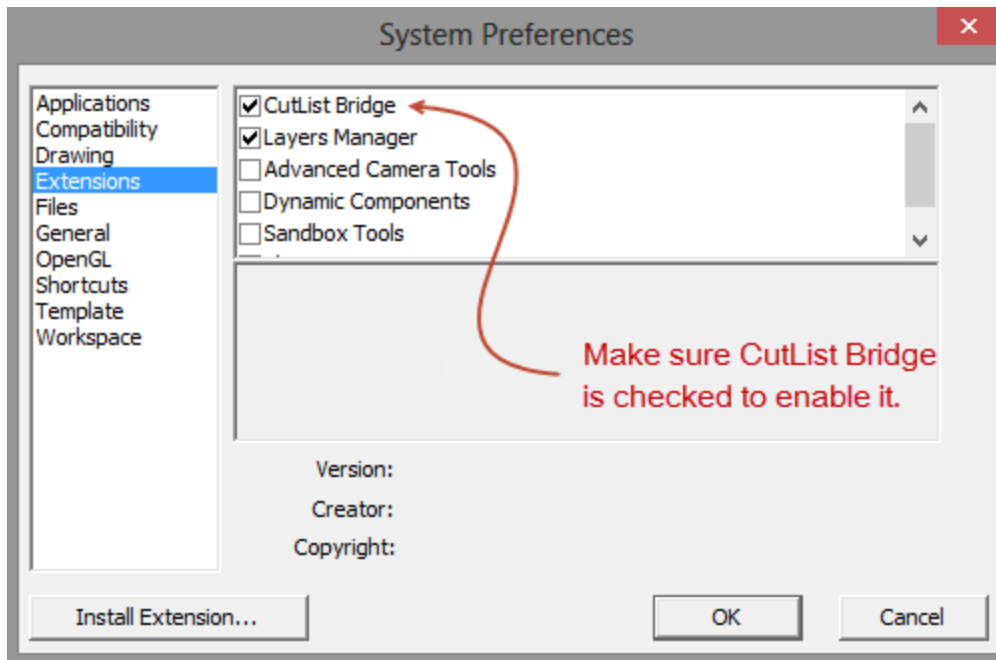 System Preferences
Applications
Compatibility
Drawing
Extensions
Files
General
OpenGL
Shortcuts
Template
Workspace
CutList Bridge
Layers Manager
Advanced Camera Tools
Dynamic Components
Sandbox Tools
Make sure CutList Bridge
is checked to enable it.
Version:
Creator:
Copyright:
Install Extension...
OK
Cancel